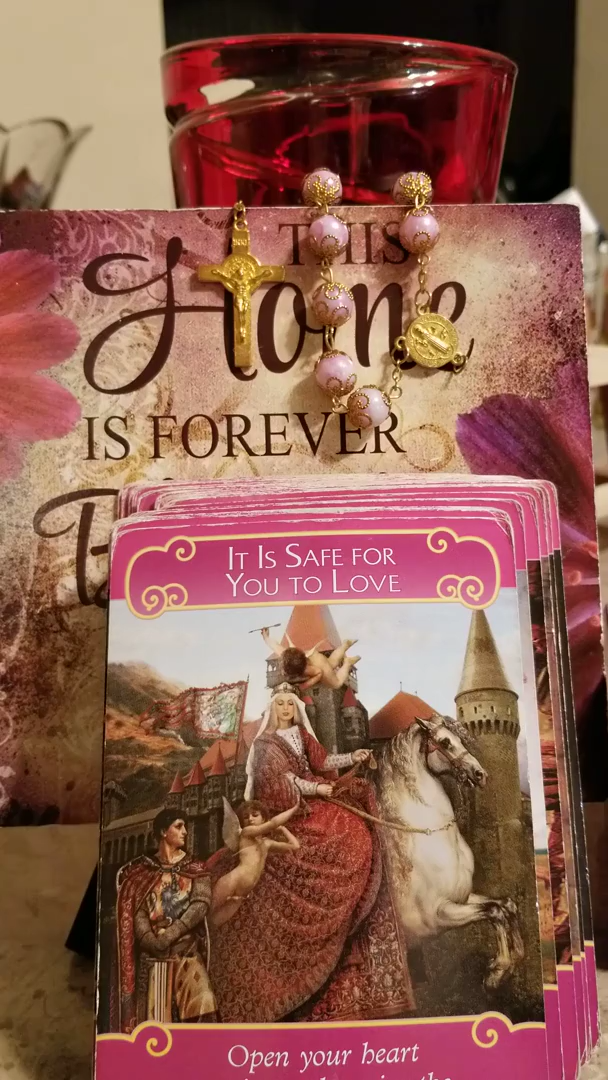 THIS
Home
IS FOREVER
IT IS SAFE FOR
YOU TO LOVE
Open your heart